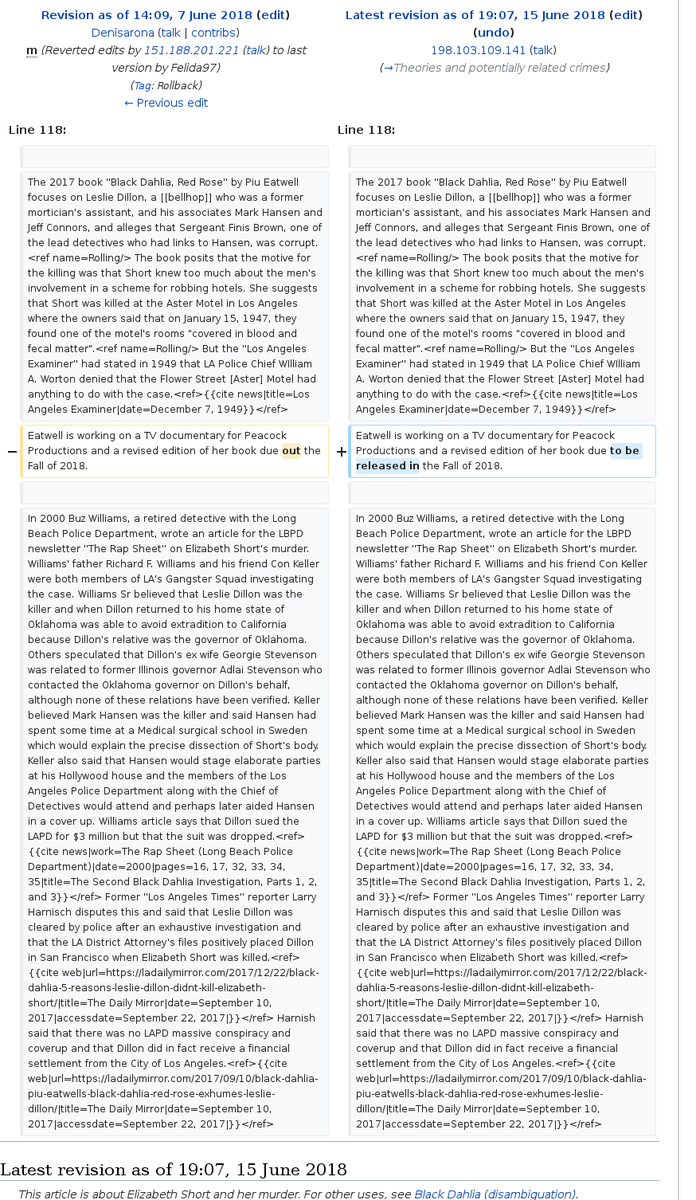 Revision as of 14:09, 7 June 2018 (edit)
Denisarona (talk | contribs)
m (Reverted edits by 151.188.201.221 (talk) to last
version by Felida97)
(Tag: Rollback)
← Previous edit
Latest revision as of 19:07, 15 June 2018 (edit)
(undo)
198.103.109.141 (talk)
(→Theories and potentially related crimes)
Line 118:
Line 118:
The 2017 book "Black Dahlia, Red Rose" by Piu Eatwell
focuses on Leslie Dillon, a [[bellhop]] who was a former
mortician's assistant, and his associates Mark Hansen and
Jeff Connors, and alleges that Sergeant Finis Brown, one of
the lead detectives who had links to Hansen, was corrupt.
<ref name=Rolling/> The book posits that the motive for
the killing was that Short knew too much about the men's
involvement in a scheme for robbing hotels. She suggests
that Short was killed at the Aster Motel in Los Angeles
where the owners said that on January 15, 1947, they
found one of the motel's rooms "covered in blood and
fecal matter".<ref name=Rolling/> But the ''Los Angeles
Examiner'' had stated in 1949 that LA Police Chief WIlliam
A. Worton denied that the Flower Street [Aster] Motel had
anything to do with the case.<ref>{{cite news|title=Los
Angeles Examiner|date=December 7, 1949}}</ref>
The 2017 book "Black Dahlia, Red Rose" by Piu Eatwell
focuses on Leslie Dillon, a [[bellhop]] who was a former
mortician's assistant, and his associates Mark Hansen and
Jeff Connors, and alleges that Sergeant Finis Brown, one of
the lead detectives who had links to Hansen, was corrupt.
<ref name=Rolling/> The book posits that the motive for
the killing was that Short knew too much about the men's
involvement in a scheme for robbing hotels. She suggests
that Short was killed at the Aster Motel in Los Angeles
where the owners said that on January 15, 1947, they
found one of the motel's rooms "covered in blood and
fecal matter".<ref name=Rolling/> But the ''Los Angeles
Examiner'' had stated in 1949 that LA Police Chief WIlliam
A. Worton denied that the Flower Street [Aster] Motel had
anything to do with the case.<ref>{{cite news|title=Los
Angeles Examiner|date=December 7, 1949}}</ref>
−
Eatwell is working on a TV documentary for Peacock
Productions and a revised edition of her book due out the
Fall of 2018.
+
Eatwell is working on a TV documentary for Peacock
Productions and a revised edition of her book due to be
released in the Fall of 2018.
In 2000 Buz Williams, a retired detective with the Long
Beach Police Department, wrote an article for the LBPD
newsletter ''The Rap Sheet'' on Elizabeth Short's murder.
Williams' father Richard F. Williams and his friend Con Keller
were both members of LA's Gangster Squad investigating
the case. Williams Sr believed that Leslie Dillon was the
killer and when Dillon returned to his home state of
Oklahoma was able to avoid extradition to California
because Dillon's relative was the governor of Oklahoma.
Others speculated that Dillon's ex wife Georgie Stevenson
was related to former Illinois governor Adlai Stevenson who
contacted the Oklahoma governor on Dillon's behalf,
although none of these relations have been verified. Keller
believed Mark Hansen was the killer and said Hansen had
spent some time at a Medical surgical school in Sweden
which would explain the precise dissection of Short's body.
Keller also said that Hansen would stage elaborate parties
at his Hollywood house and the members of the Los
Angeles Police Department along with the Chief of
Detectives would attend and perhaps later aided Hansen
in a cover up. Williams article says that Dillon sued the
LAPD for $3 million but that the suit was dropped.<ref>
{{cite news|work=The Rap Sheet (Long Beach Police
Department)|date=2000|pages=16, 17, 32, 33, 34,
35|title=The Second Black Dahlia Investigation, Parts 1, 2,
and 3}}</ref> Former ''Los Angeles Times'' reporter Larry
Harnisch disputes this and said that Leslie Dillon was
cleared by police after an exhaustive investigation and
that the LA District Attorney's files positively placed Dillon
in San Francisco when Elizabeth Short was killed.<ref>
{{cite web|url=https://ladailymirror.com/2017/12/22/black-
dahlia-5-reasons-leslie-dillon-didnt-kill-elizabeth-
short/|title=The Daily Mirror|date=September 10,
2017|accessdate=September 22, 2017|}}</ref> Harnish
said that there was no LAPD massive conspiracy and
coverup and that Dillon did in fact receive a financial
settlement from the City of Los Angeles.<ref>{{cite
web|url=https://ladailymirror.com/2017/09/10/black-dahlia-
piu-eatwells-black-dahlia-red-rose-exhumes-leslie-
dillon/|title=The Daily Mirror|date=September 10,
2017|accessdate=September 22, 2017|}}</ref>
In 2000 Buz Williams, a retired detective with the Long
Beach Police Department, wrote an article for the LBPD
newsletter ''The Rap Sheet'' on Elizabeth Short's murder.
Williams' father Richard F. Williams and his friend Con Keller
were both members of LA's Gangster Squad investigating
the case. Williams Sr believed that Leslie Dillon was the
killer and when Dillon returned to his home state of
Oklahoma was able to avoid extradition to California
because Dillon's relative was the governor of Oklahoma.
Others speculated that Dillon's ex wife Georgie Stevenson
was related to former Illinois governor Adlai Stevenson who
contacted the Oklahoma governor on Dillon's behalf,
although none of these relations have been verified. Keller
believed Mark Hansen was the killer and said Hansen had
spent some time at a Medical surgical school in Sweden
which would explain the precise dissection of Short's body.
Keller also said that Hansen would stage elaborate parties
at his Hollywood house and the members of the Los
Angeles Police Department along with the Chief of
Detectives would attend and perhaps later aided Hansen
in a cover up. Williams article says that Dillon sued the
LAPD for $3 million but that the suit was dropped.<ref>
{{cite news|work=The Rap Sheet (Long Beach Police
Department)|date=2000|pages=16, 17, 32, 33, 34,
35|title=The Second Black Dahlia Investigation, Parts 1, 2,
and 3}}</ref> Former ''Los Angeles Times'' reporter Larry
Harnisch disputes this and said that Leslie Dillon was
cleared by police after an exhaustive investigation and
that the LA District Attorney's files positively placed Dillon
in San Francisco when Elizabeth Short was killed.<ref>
{{cite web|url=https://ladailymirror.com/2017/12/22/black-
dahlia-5-reasons-leslie-dillon-didnt-kill-elizabeth-
short/|title=The Daily Mirror|date=September 10,
2017|accessdate=September 22, 2017|}}</ref> Harnish
said that there was no LAPD massive conspiracy and
coverup and that Dillon did in fact receive a financial
settlement from the City of Los Angeles.<ref>{{cite
web|url=https://ladailymirror.com/2017/09/10/black-dahlia-
piu-eatwells-black-dahlia-red-rose-exhumes-leslie-
dillon/|title=The Daily Mirror|date=September 10,
2017|accessdate=September 22, 2017|}}</ref>
Latest revision as of 19:07, 15 June 2018
This article is about Elizabeth Short and her murder. For other uses, see Black Dahlia (disambiguation).